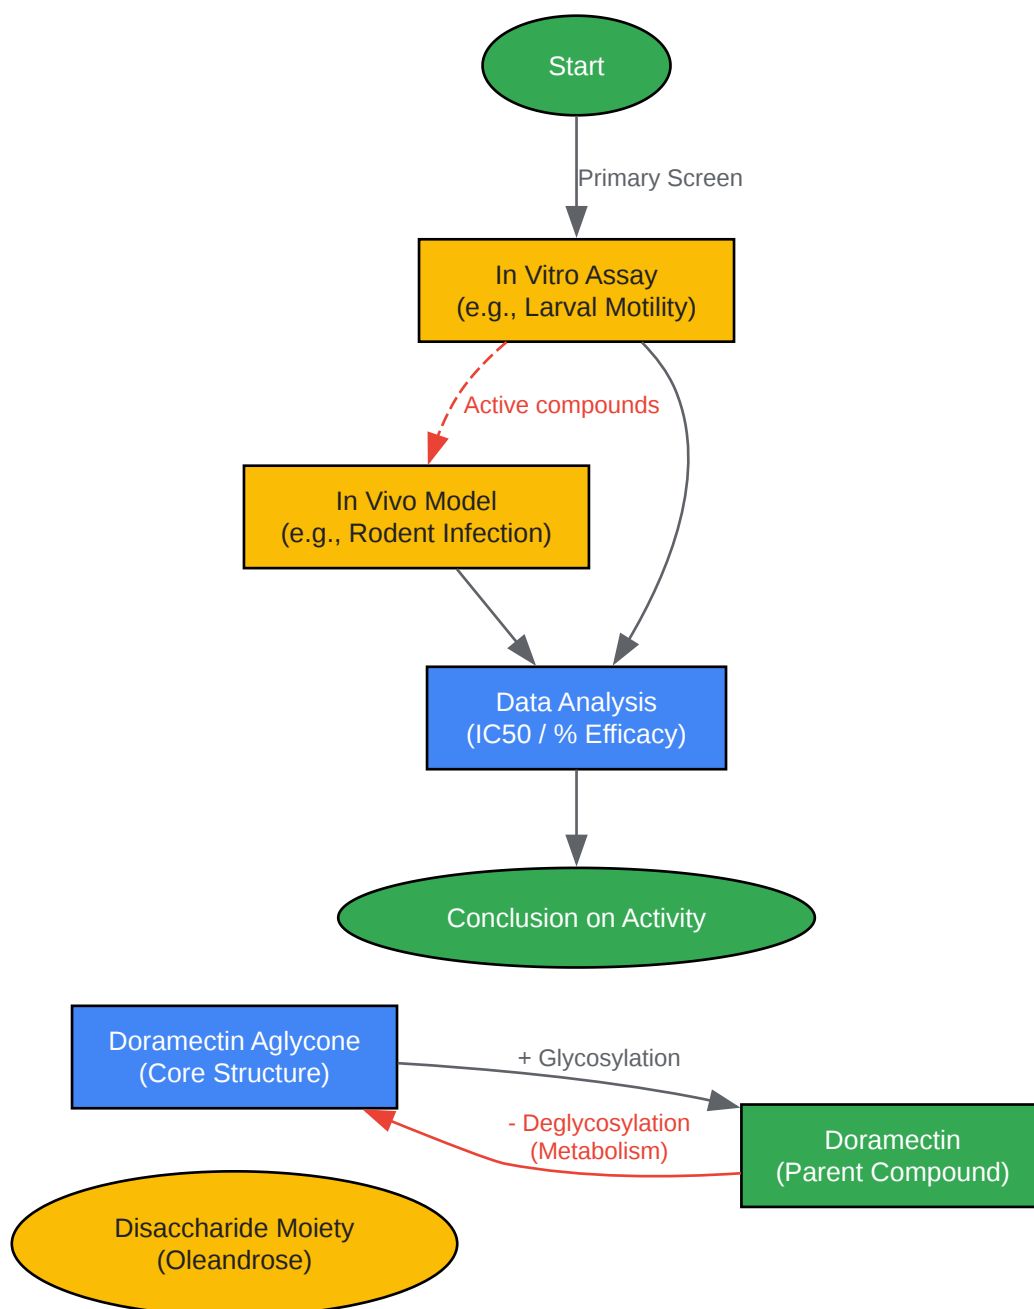 Start
Primary Screen
In Vitro Assay
(e.g., Larval Motility)
Active compounds
In Vivo Model
(e.g., Rodent Infection)
Data Analysis
(IC50 / % Efficacy)
Conclusion on Activity
Doramectin Aglycone
(Core Structure)
+ Glycosylation
- Deglycosylation
(Metabolism)
Doramectin
(Parent Compound)
Disaccharide Moiety
(Oleandrose)